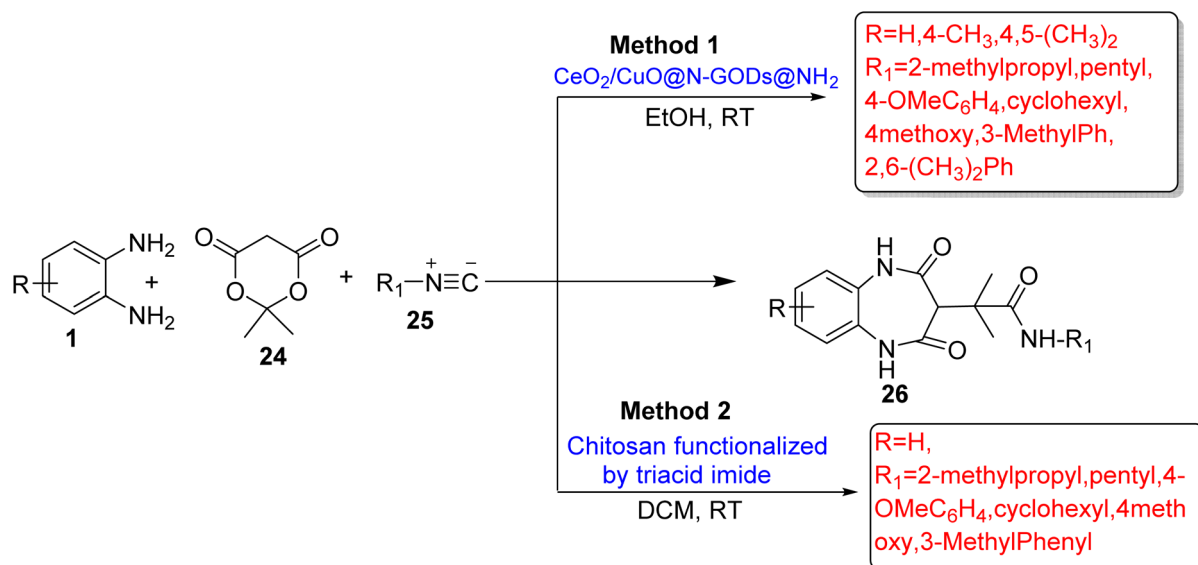 Method 1
CeO₂/CuO@N-GODs@NH₂
EtOH, RT
R=H,4-CH₃,4,5-(CH₃)₂
R₁=2-methylpropyl,pentyl,
4-OMeC₆H₄,cyclohexyl,
4methoxy,3-MethylPh,
2,6-(CH₃)₂Ph
R
NH₂
NH₂
1
+
O
O
O
O
24
+
R₁
N≡C
+
−
25
R
H
N
O
N
H
O
O
NH-R₁
26
Method 2
Chitosan functionalized
by triacid imide
DCM, RT
R=H,
R₁=2-methylpropyl,pentyl,4-
OMeC₆H₄,cyclohexyl,4meth
oxy,3-MethylPhenyl